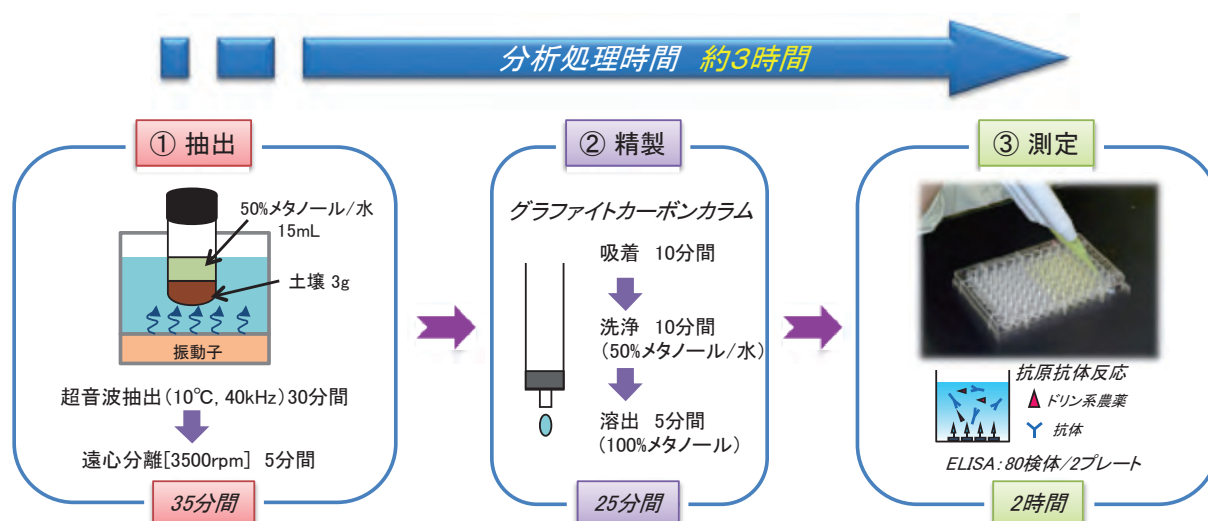 分析処理時間 約3時間
① 抽出
50%メタノール/水
15mL
土壌 3g
振動子
超音波抽出(10℃, 40kHz)30分間
遠心分離[3500rpm] 5分間
35分間
② 精製
グラファイトカーボンカラム
吸着 10分間
洗浄 10分間
(50%メタノール/水)
溶出 5分間
(100%メタノール)
25分間
③ 測定
抗原抗体反応
ドリン系農薬
抗体
ELISA:80検体/2プレート
2時間